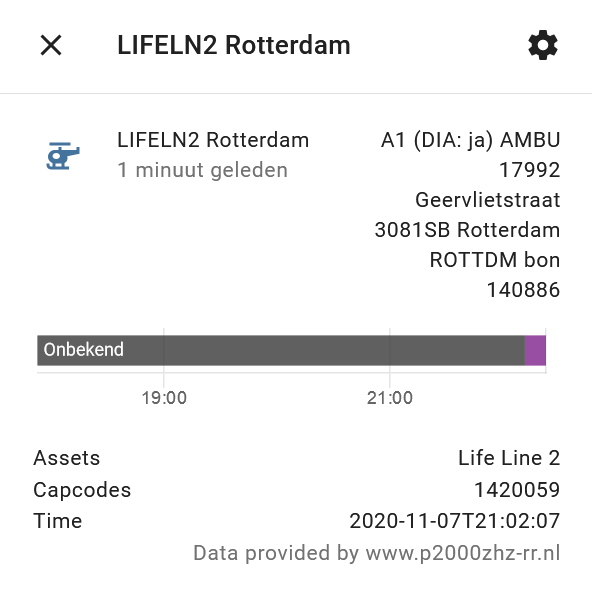 LIFELN2 Rotterdam
LIFELN2 Rotterdam
1 minuut geleden
A1 (DIA: ja) AMBU
17992
Geervlietstraat
3081SB Rotterdam
ROTTDM bon
140886
Onbekend
19:00 21:00
Assets Life Line 2
Capcodes 1420059
Time 2020-11-07T21:02:07
Data provided by www.p2000zhz-rr.nl